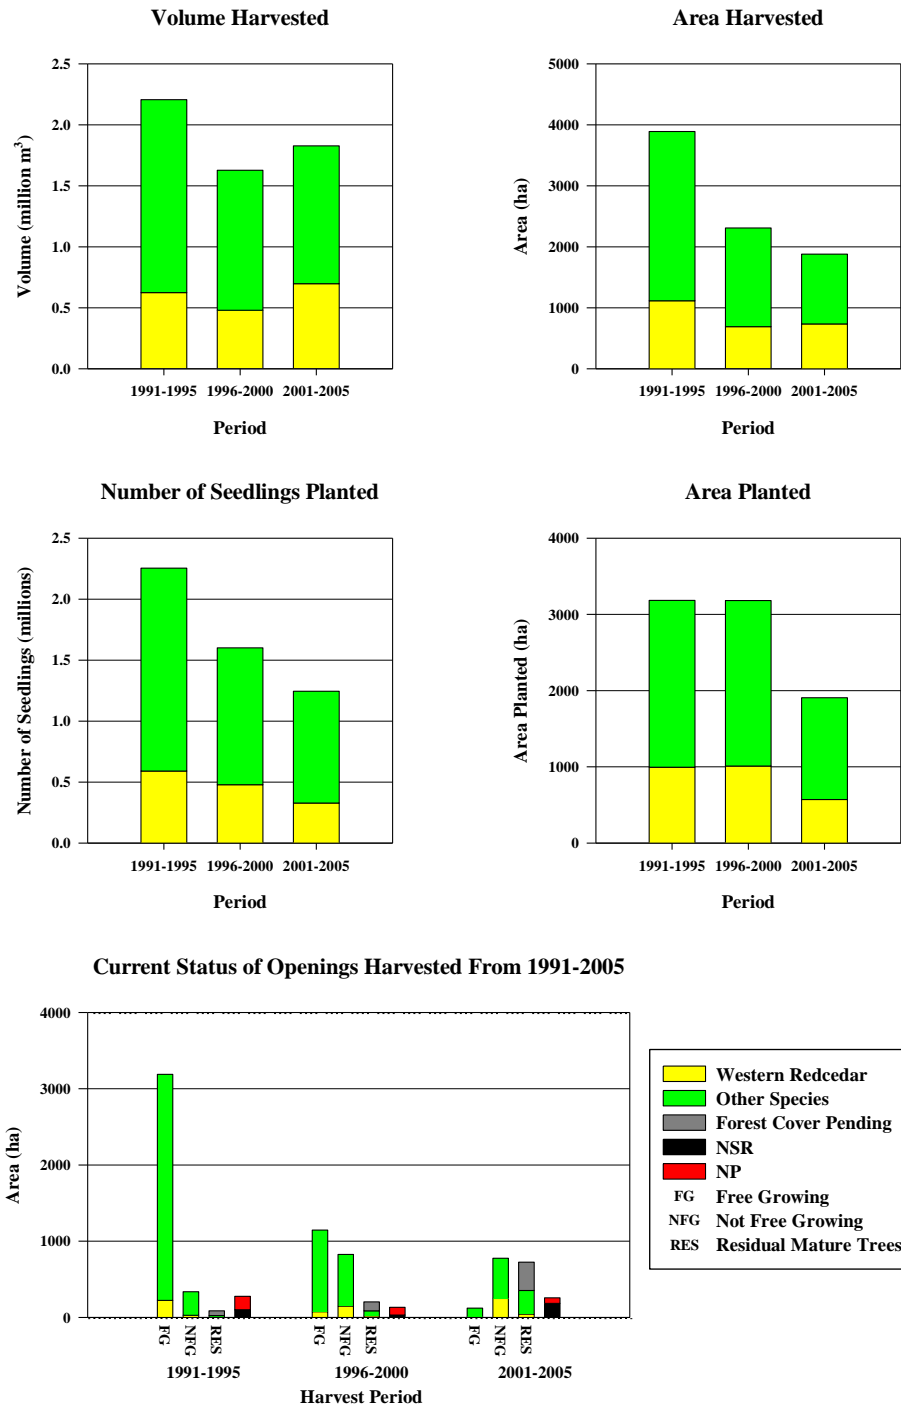 Volume Harvested
Area Harvested
2.5
2.0
1.5
1.0
0.5
0.0
Volume (million m³)
1991-1995 1996-2000 2001-2005
Period
5000
4000
3000
2000
1000
0
Area (ha)
1991-1995 1996-2000 2001-2005
Period
Number of Seedlings Planted
Area Planted
2.5
2.0
1.5
1.0
0.5
0.0
Number of Seedlings (millions)
1991-1995 1996-2000 2001-2005
Period
4000
3000
2000
1000
0
Area Planted (ha)
1991-1995 1996-2000 2001-2005
Period
Current Status of Openings Harvested From 1991-2005
4000
3000
2000
1000
0
Area (ha)
FG NFG RES FG NFG RES FG NFG RES
1991-1995 1996-2000 2001-2005
Harvest Period
Western Redcedar
Other Species
Forest Cover Pending
NSR
NP
FG Free Growing
NFG Not Free Growing
RES Residual Mature Trees